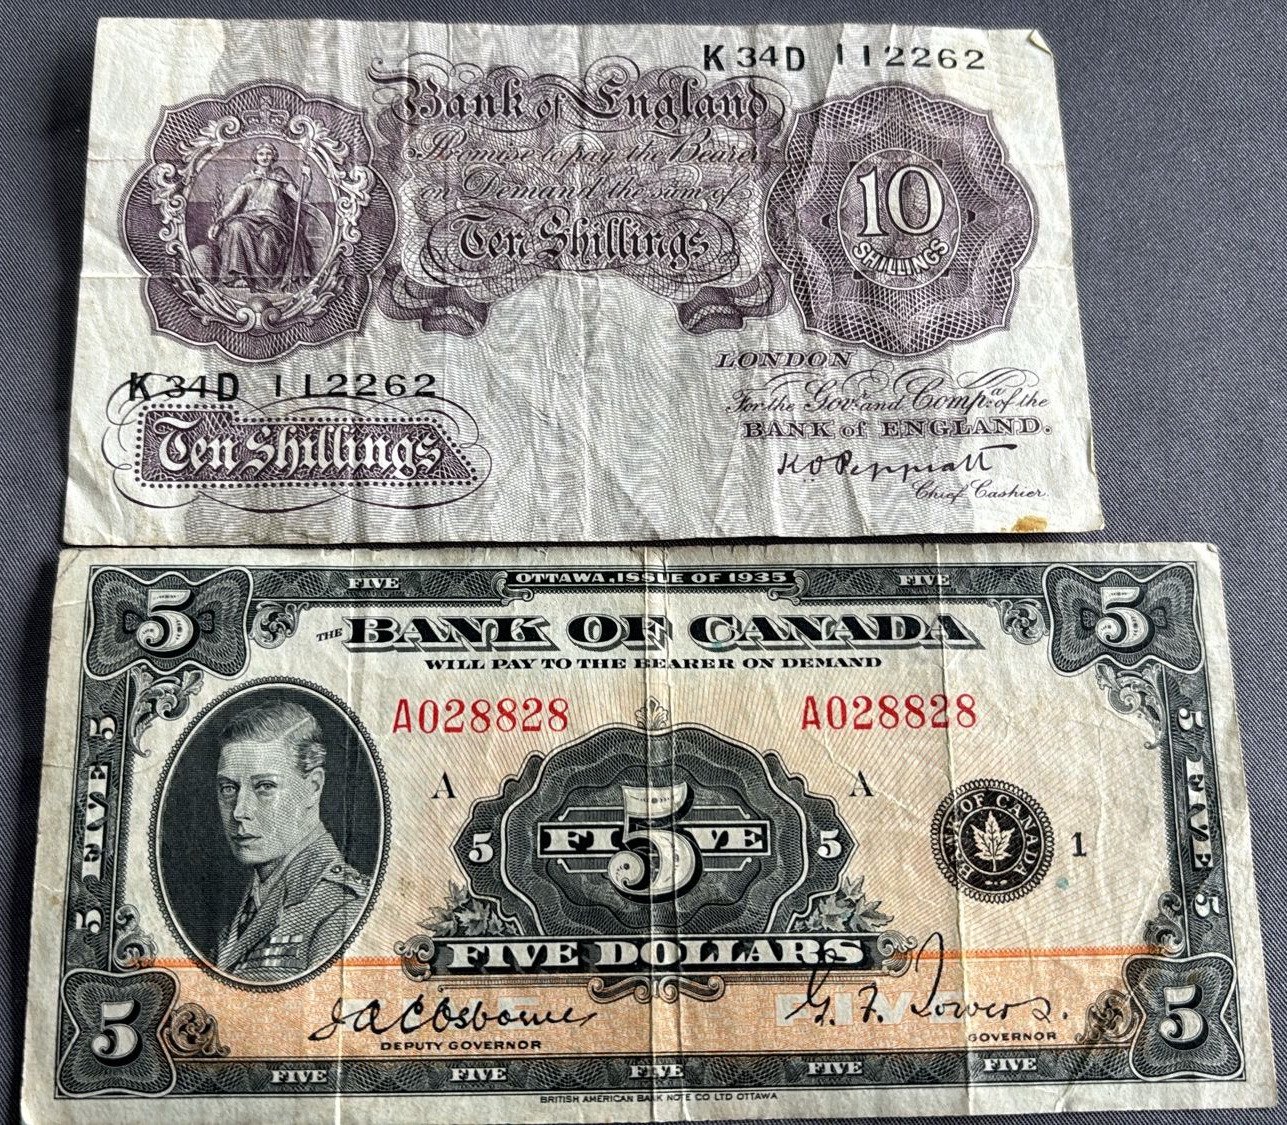 K 34D 112262
Bank of England
Promise to pay the Bearer
on Demand the sum of
Ten Shillings
10
SHILLINGS
LONDON
For the Gov.r and Comp.a of the
BANK of ENGLAND.
K O Peppiatt
Chief Cashier.
K 34D 112262
Ten Shillings
FIVE OTTAWA, ISSUE OF 1935 FIVE
5 5
THE BANK OF CANADA
WILL PAY TO THE BEARER ON DEMAND
A028828 A028828
A A
5 FIVE 5 5 FIVE 5
5 FIVE 5
BANK OF CANADA
1
FIVE DOLLARS
FIVE
J A C Osborne G. F. Towers.
DEPUTY GOVERNOR GOVERNOR
5 5
FIVE FIVE FIVE FIVE FIVE
BRITISH AMERICAN BANK NOTE CO LTD OTTAWA